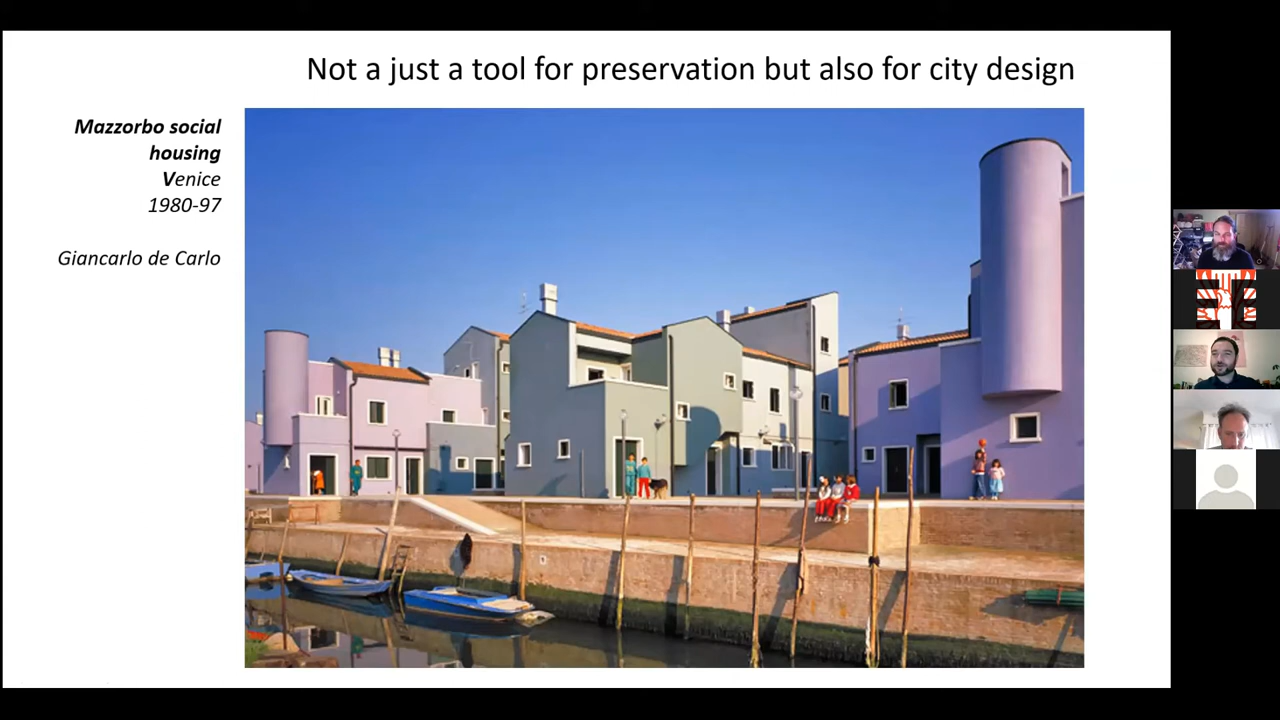 Not a just a tool for preservation but also for city design
Mazzorbo social
housing
Venice
1980-97
Giancarlo de Carlo